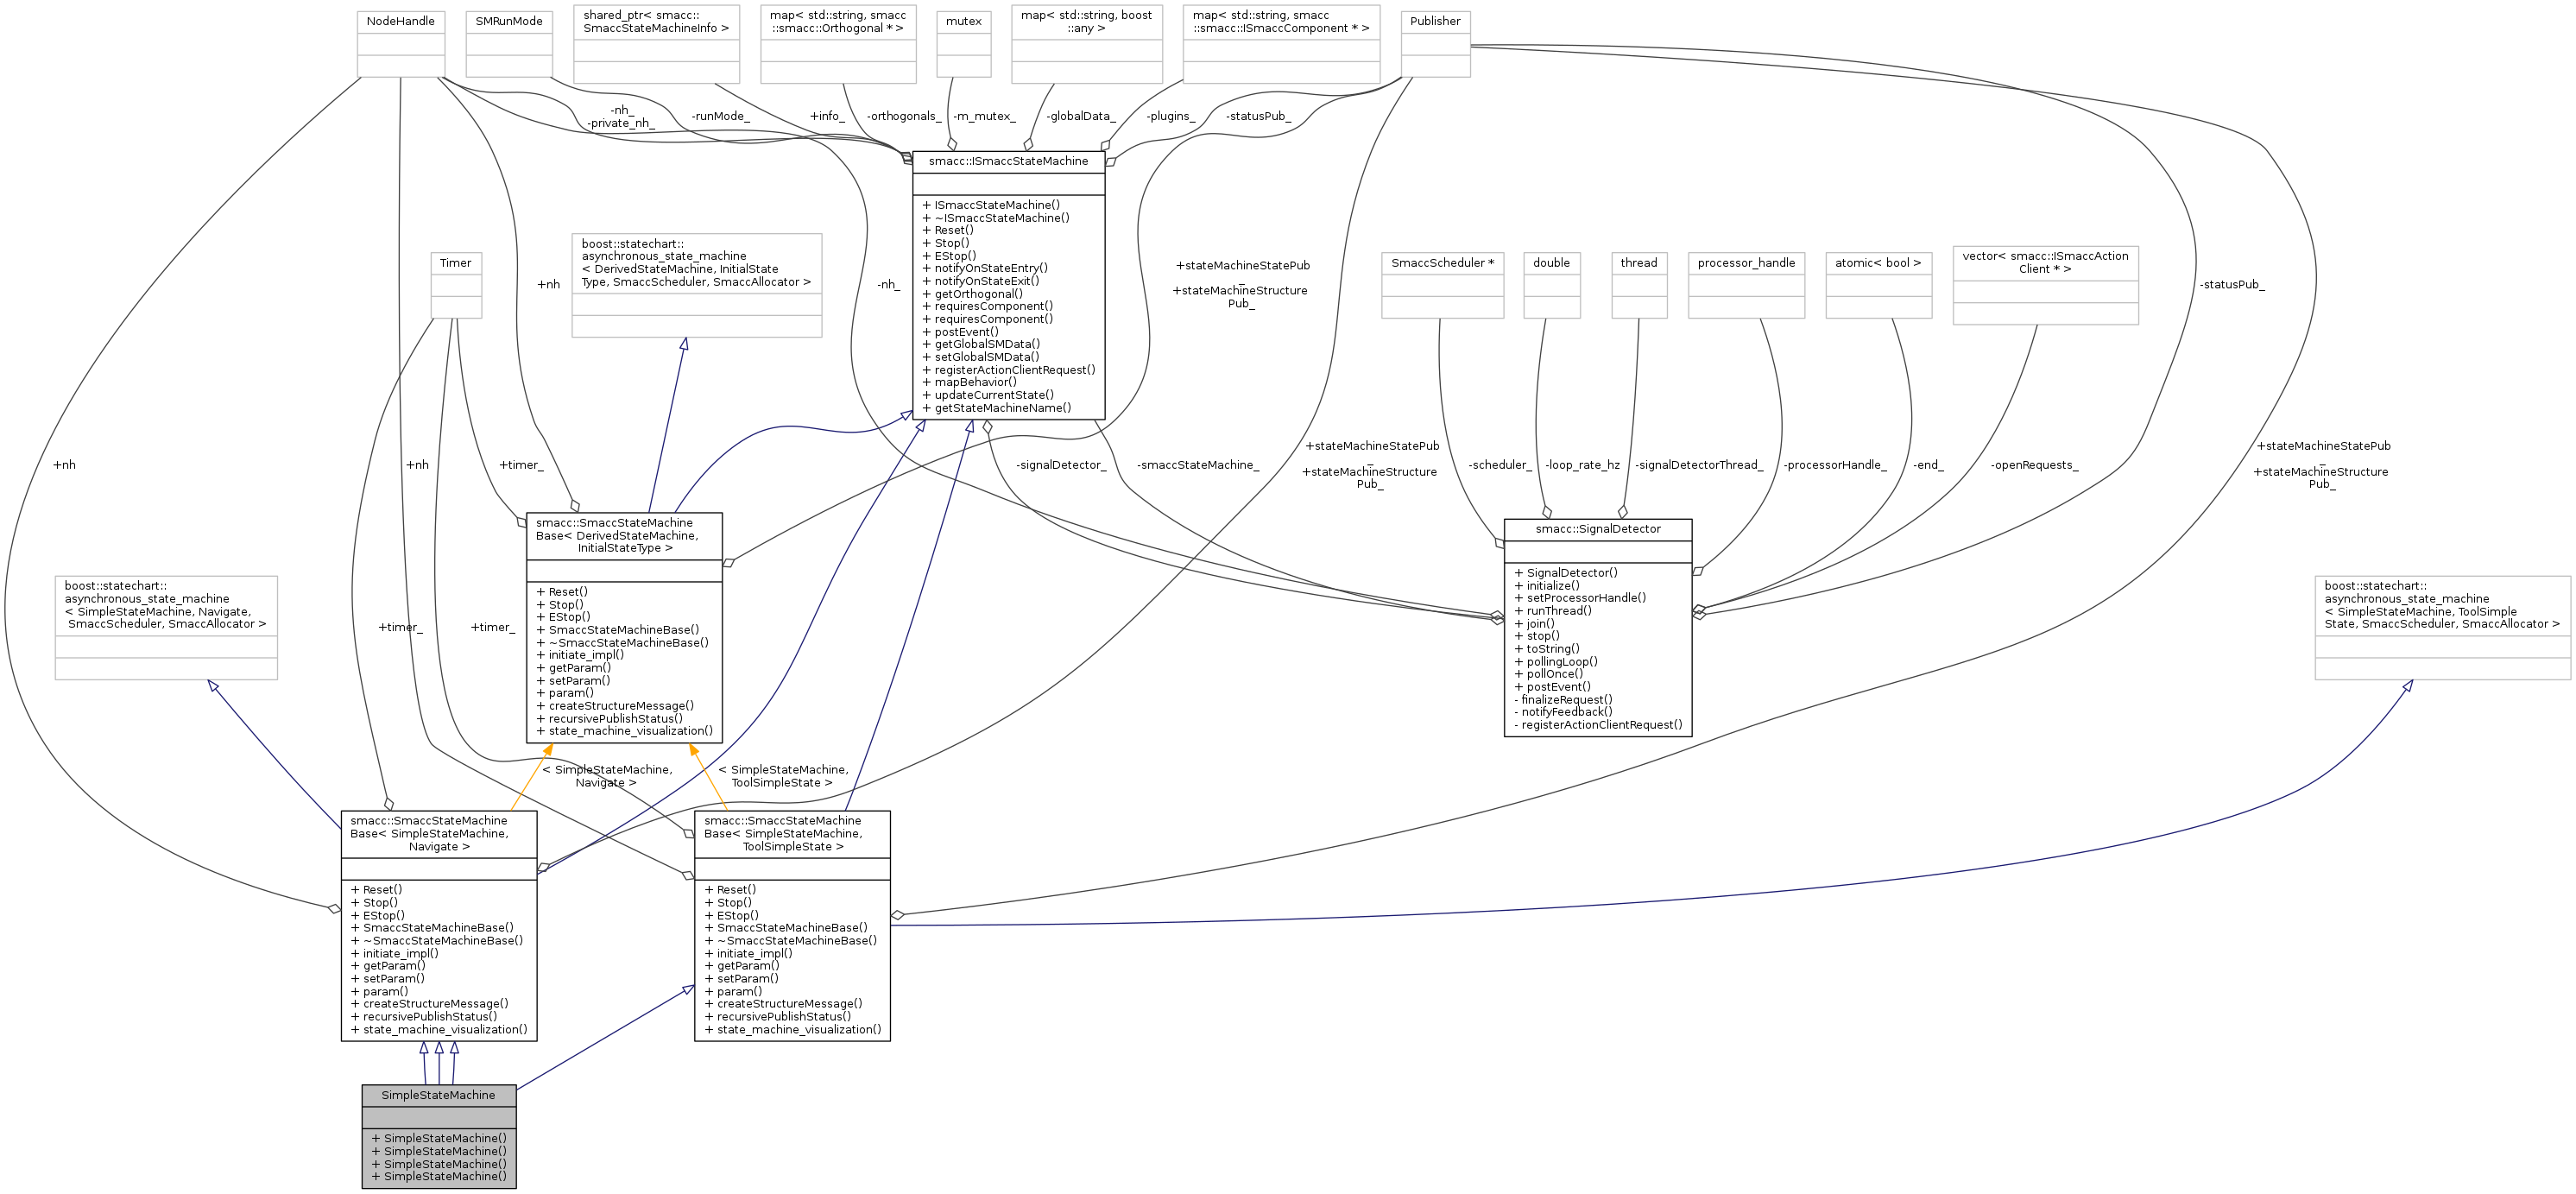 NodeHandle
SMRunMode
shared_ptr< smacc::
SmaccStateMachineInfo >
map< std::string, smacc
::smacc::Orthogonal * >
mutex
map< std::string, boost
::any >
map< std::string, smacc
::smacc::ISmaccComponent * >
Publisher
-nh_
-private_nh_
-runMode_
+info_
-orthogonals_
-m_mutex_
-globalData_
-plugins_
-statusPub_
smacc::ISmaccStateMachine
+ ISmaccStateMachine()
+ ~ISmaccStateMachine()
+ Reset()
+ Stop()
+ EStop()
+ notifyOnStateEntry()
+ notifyOnStateExit()
+ getOrthogonal()
+ requiresComponent()
+ requiresComponent()
+ postEvent()
+ getGlobalSMData()
+ setGlobalSMData()
+ registerActionClientRequest()
+ mapBehavior()
+ updateCurrentState()
+ getStateMachineName()
Timer
+nh
boost::statechart::
asynchronous_state_machine
< DerivedStateMachine, InitialState
Type, SmaccScheduler, SmaccAllocator >
-nh_
+stateMachineStatePub
_
+stateMachineStructure
Pub_
SmaccScheduler *
double
thread
processor_handle
atomic< bool >
vector< smacc::ISmaccAction
Client * >
-statusPub_
+nh
+nh
+timer_
-signalDetector_
-smaccStateMachine_
+stateMachineStatePub
_
+stateMachineStructure
Pub_
-scheduler_
-loop_rate_hz
-signalDetectorThread_
-processorHandle_
-end_
-openRequests_
+stateMachineStatePub
_
+stateMachineStructure
Pub_
smacc::SmaccStateMachine
Base< DerivedStateMachine,
InitialStateType >
+ Reset()
+ Stop()
+ EStop()
+ SmaccStateMachineBase()
+ ~SmaccStateMachineBase()
+ initiate_impl()
+ getParam()
+ setParam()
+ param()
+ createStructureMessage()
+ recursivePublishStatus()
+ state_machine_visualization()
smacc::SignalDetector
+ SignalDetector()
+ initialize()
+ setProcessorHandle()
+ runThread()
+ join()
+ stop()
+ toString()
+ pollingLoop()
+ pollOnce()
+ postEvent()
- finalizeRequest()
- notifyFeedback()
- registerActionClientRequest()
boost::statechart::
asynchronous_state_machine
< SimpleStateMachine, Navigate,
SmaccScheduler, SmaccAllocator >
+timer_
+timer_
boost::statechart::
asynchronous_state_machine
< SimpleStateMachine, ToolSimple
State, SmaccScheduler, SmaccAllocator >
< SimpleStateMachine,
Navigate >
< SimpleStateMachine,
ToolSimpleState >
smacc::SmaccStateMachine
Base< SimpleStateMachine,
Navigate >
+ Reset()
+ Stop()
+ EStop()
+ SmaccStateMachineBase()
+ ~SmaccStateMachineBase()
+ initiate_impl()
+ getParam()
+ setParam()
+ param()
+ createStructureMessage()
+ recursivePublishStatus()
+ state_machine_visualization()
smacc::SmaccStateMachine
Base< SimpleStateMachine,
ToolSimpleState >
+ Reset()
+ Stop()
+ EStop()
+ SmaccStateMachineBase()
+ ~SmaccStateMachineBase()
+ initiate_impl()
+ getParam()
+ setParam()
+ param()
+ createStructureMessage()
+ recursivePublishStatus()
+ state_machine_visualization()
SimpleStateMachine
+ SimpleStateMachine()
+ SimpleStateMachine()
+ SimpleStateMachine()
+ SimpleStateMachine()